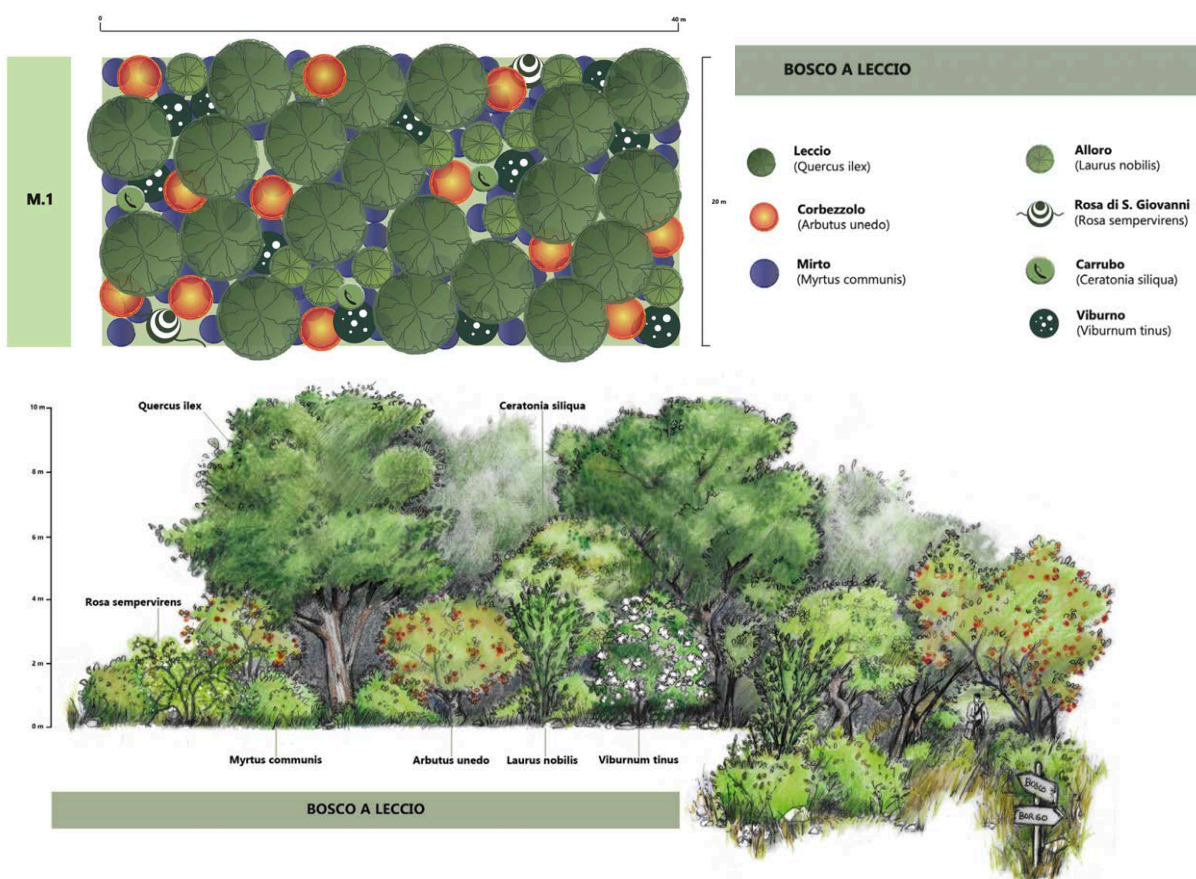 0
40 m
M.1
20 m
BOSCO A LECCIO
Leccio
(Quercus ilex)
Corbezzolo
(Arbutus unedo)
Mirto
(Myrtus communis)
Alloro
(Laurus nobilis)
Rosa di S. Giovanni
(Rosa sempervirens)
Carrubo
(Ceratonia siliqua)
Viburno
(Viburnum tinus)
10 m
8 m
6 m
4 m
2 m
0 m
Quercus ilex
Ceratonia siliqua
Rosa sempervirens
Myrtus communis
Arbutus unedo
Laurus nobilis
Viburnum tinus
BOSCO A LECCIO
BOSCO
BORGO